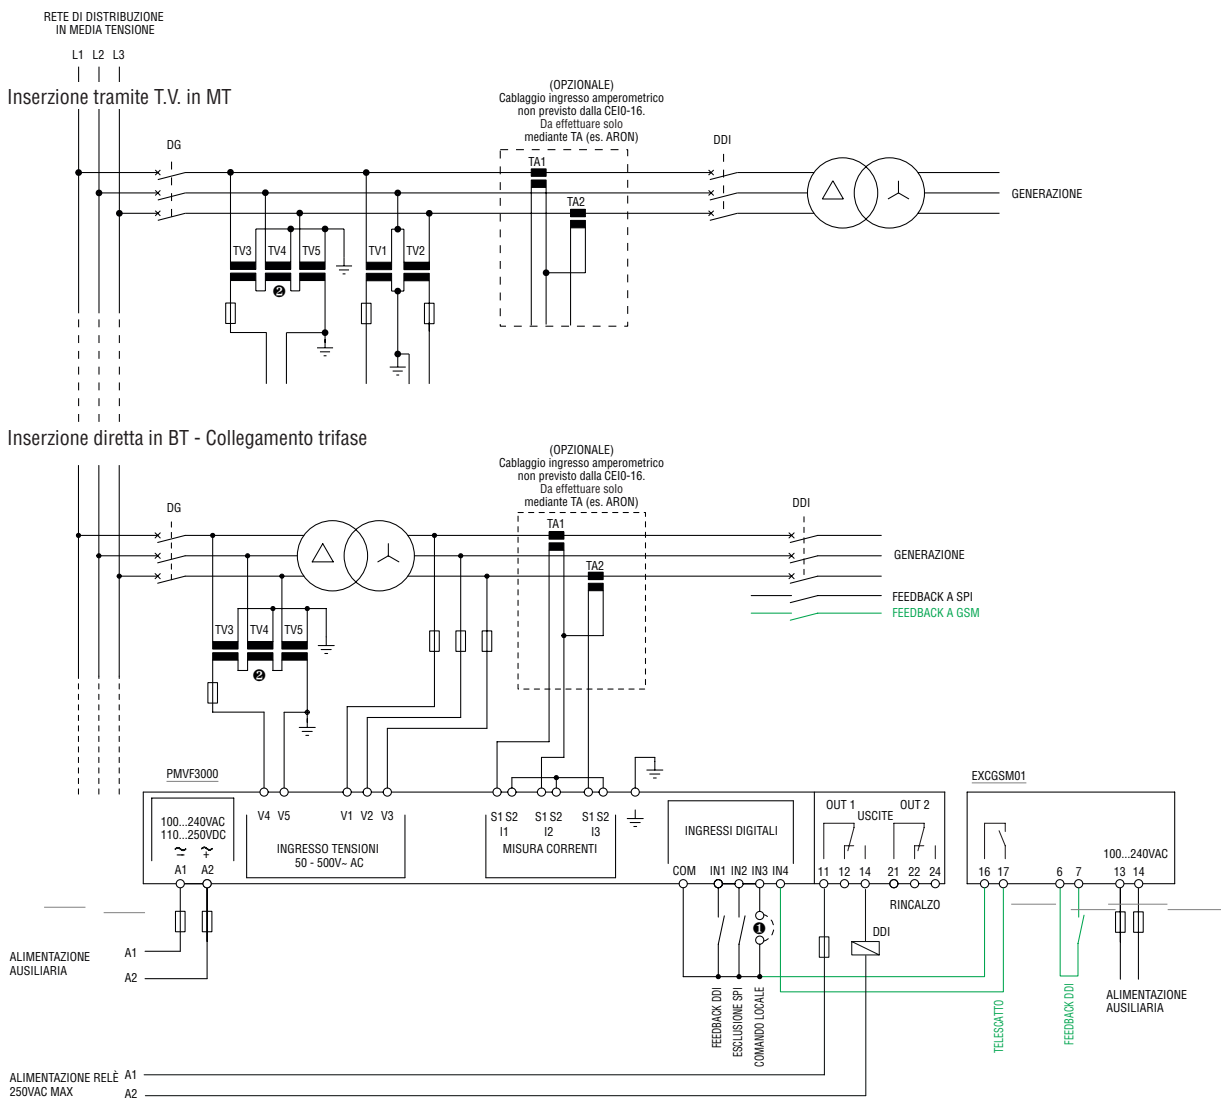 RETE DI DISTRIBUZIONE
IN MEDIA TENSIONE
L1 L2 L3
Inserzione tramite T.V. in MT
(OPZIONALE)
Cablaggio ingresso amperometrico
non previsto dalla CEI0-16.
Da effettuare solo
mediante TA (es. ARON)
DG
DDI
TA1
TA2
GENERAZIONE
TV3 TV4 TV5
TV1 TV2
2
Inserzione diretta in BT - Collegamento trifase
(OPZIONALE)
Cablaggio ingresso amperometrico
non previsto dalla CEI0-16.
Da effettuare solo
mediante TA (es. ARON)
DG
DDI
TA1
TA2
GENERAZIONE
FEEDBACK A SPI
FEEDBACK A GSM
TV3 TV4 TV5
2
PMVF3000
EXCGSM01
100...240VAC
110...250VDC
~ ~
– +
A1 A2
V4 V5 V1 V2 V3
INGRESSO TENSIONI
50 - 500V~ AC
S1 S2 S1 S2 S1 S2
I1 I2 I3
MISURA CORRENTI
INGRESSI DIGITALI
COM IN1 IN2 IN3 IN4
OUT 1 OUT 2
USCITE
11 12 14 21 22 24
RINCALZO
100...240VAC
16 17 6 7 13 14
1
DDI
FEEDBACK DDI
ESCLUSIONE SPI
COMANDO LOCALE
TELESCATTO
FEEDBACK DDI
ALIMENTAZIONE
AUSILIARIA
ALIMENTAZIONE
AUSILIARIA
A1
A2
ALIMENTAZIONE RELÈ
250VAC MAX
A1
A2